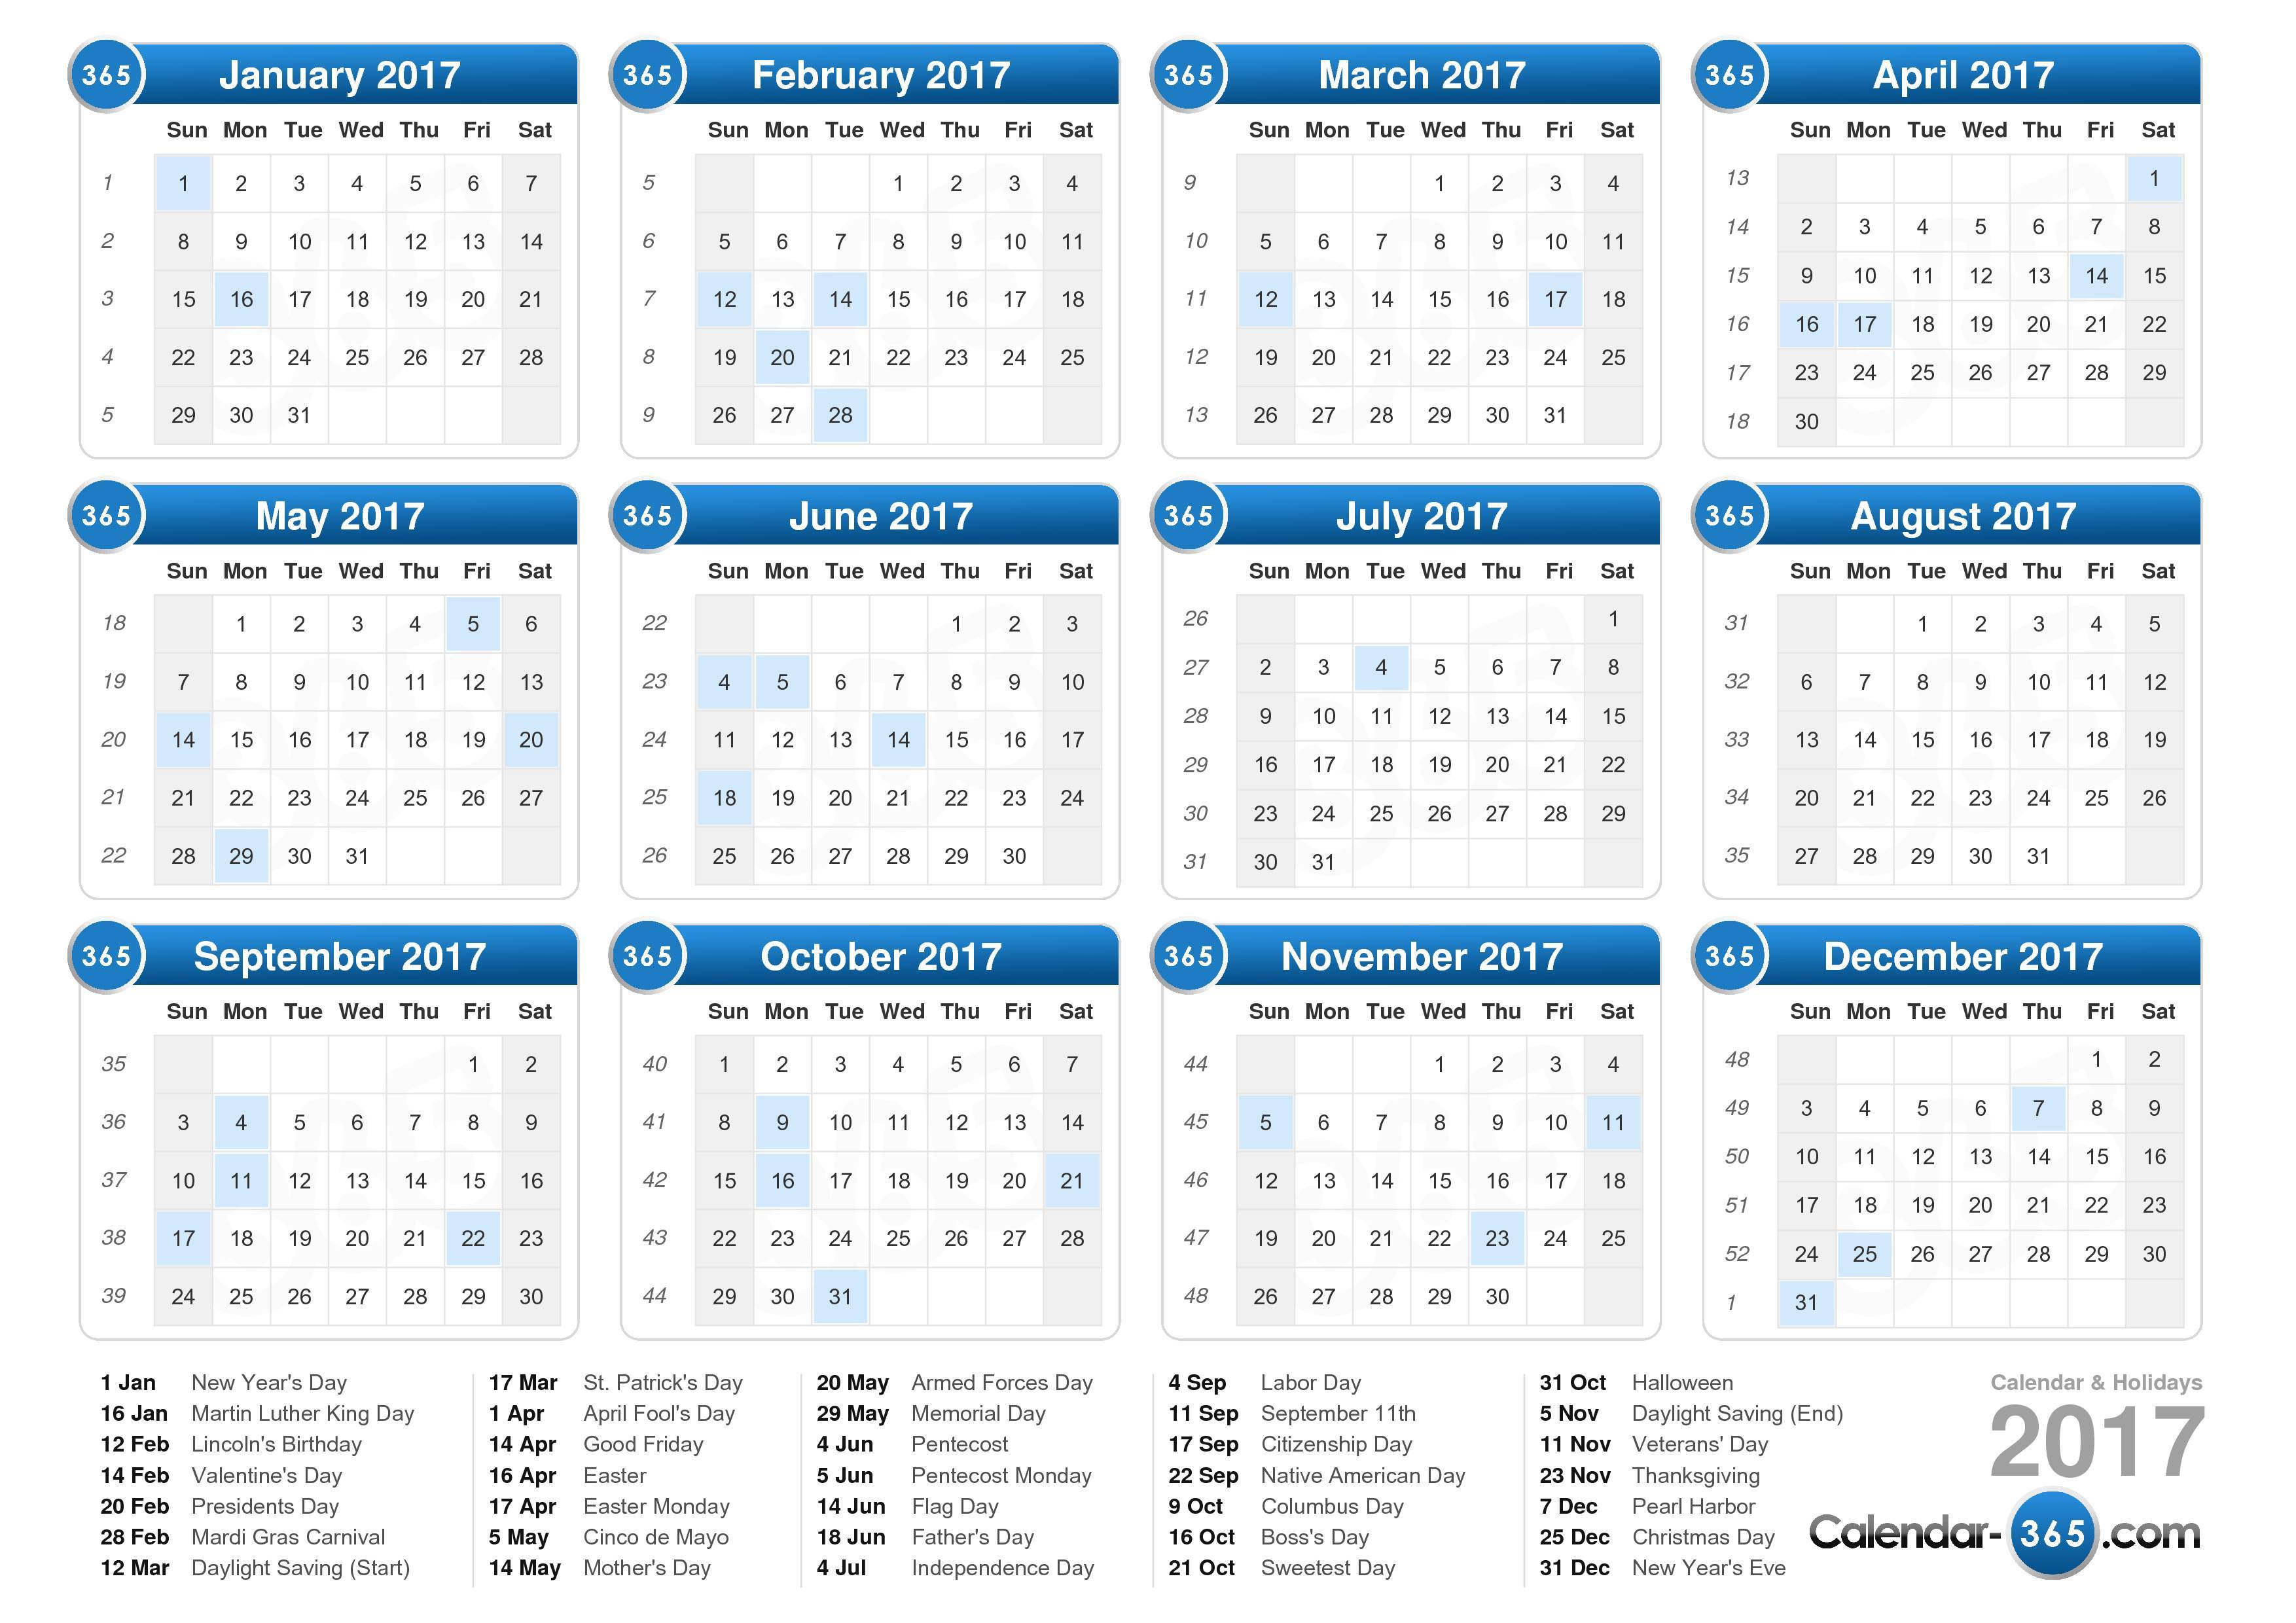 365 January 2017
Sun Mon Tue Wed Thu Fri Sat
1 1 2 3 4 5 6 7
2 8 9 10 11 12 13 14
3 15 16 17 18 19 20 21
4 22 23 24 25 26 27 28
5 29 30 31
365 February 2017
Sun Mon Tue Wed Thu Fri Sat
5 1 2 3 4
6 5 6 7 8 9 10 11
7 12 13 14 15 16 17 18
8 19 20 21 22 23 24 25
9 26 27 28
365 March 2017
Sun Mon Tue Wed Thu Fri Sat
9 1 2 3 4
10 5 6 7 8 9 10 11
11 12 13 14 15 16 17 18
12 19 20 21 22 23 24 25
13 26 27 28 29 30 31
365 April 2017
Sun Mon Tue Wed Thu Fri Sat
13 1
14 2 3 4 5 6 7 8
15 9 10 11 12 13 14 15
16 16 17 18 19 20 21 22
17 23 24 25 26 27 28 29
18 30
365 May 2017
Sun Mon Tue Wed Thu Fri Sat
18 1 2 3 4 5 6
19 7 8 9 10 11 12 13
20 14 15 16 17 18 19 20
21 21 22 23 24 25 26 27
22 28 29 30 31
365 June 2017
Sun Mon Tue Wed Thu Fri Sat
22 1 2 3
23 4 5 6 7 8 9 10
24 11 12 13 14 15 16 17
25 18 19 20 21 22 23 24
26 25 26 27 28 29 30
365 July 2017
Sun Mon Tue Wed Thu Fri Sat
26 1
27 2 3 4 5 6 7 8
28 9 10 11 12 13 14 15
29 16 17 18 19 20 21 22
30 23 24 25 26 27 28 29
31 30 31
365 August 2017
Sun Mon Tue Wed Thu Fri Sat
31 1 2 3 4 5
32 6 7 8 9 10 11 12
33 13 14 15 16 17 18 19
34 20 21 22 23 24 25 26
35 27 28 29 30 31
365 September 2017
Sun Mon Tue Wed Thu Fri Sat
35 1 2
36 3 4 5 6 7 8 9
37 10 11 12 13 14 15 16
38 17 18 19 20 21 22 23
39 24 25 26 27 28 29 30
365 October 2017
Sun Mon Tue Wed Thu Fri Sat
40 1 2 3 4 5 6 7
41 8 9 10 11 12 13 14
42 15 16 17 18 19 20 21
43 22 23 24 25 26 27 28
44 29 30 31
365 November 2017
Sun Mon Tue Wed Thu Fri Sat
44 1 2 3 4
45 5 6 7 8 9 10 11
46 12 13 14 15 16 17 18
47 19 20 21 22 23 24 25
48 26 27 28 29 30
365 December 2017
Sun Mon Tue Wed Thu Fri Sat
48 1 2
49 3 4 5 6 7 8 9
50 10 11 12 13 14 15 16
51 17 18 19 20 21 22 23
52 24 25 26 27 28 29 30
1 31
1 Jan New Year's Day
16 Jan Martin Luther King Day
12 Feb Lincoln's Birthday
14 Feb Valentine's Day
20 Feb Presidents Day
28 Feb Mardi Gras Carnival
12 Mar Daylight Saving (Start)
17 Mar St. Patrick's Day
1 Apr April Fool's Day
14 Apr Good Friday
16 Apr Easter
17 Apr Easter Monday
5 May Cinco de Mayo
14 May Mother's Day
20 May Armed Forces Day
29 May Memorial Day
4 Jun Pentecost
5 Jun Pentecost Monday
14 Jun Flag Day
18 Jun Father's Day
4 Jul Independence Day
4 Sep Labor Day
11 Sep September 11th
17 Sep Citizenship Day
22 Sep Native American Day
9 Oct Columbus Day
16 Oct Boss's Day
21 Oct Sweetest Day
31 Oct Halloween
5 Nov Daylight Saving (End)
11 Nov Veterans' Day
23 Nov Thanksgiving
7 Dec Pearl Harbor
25 Dec Christmas Day
31 Dec New Year's Eve
Calendar & Holidays
2017
Calendar-365.com